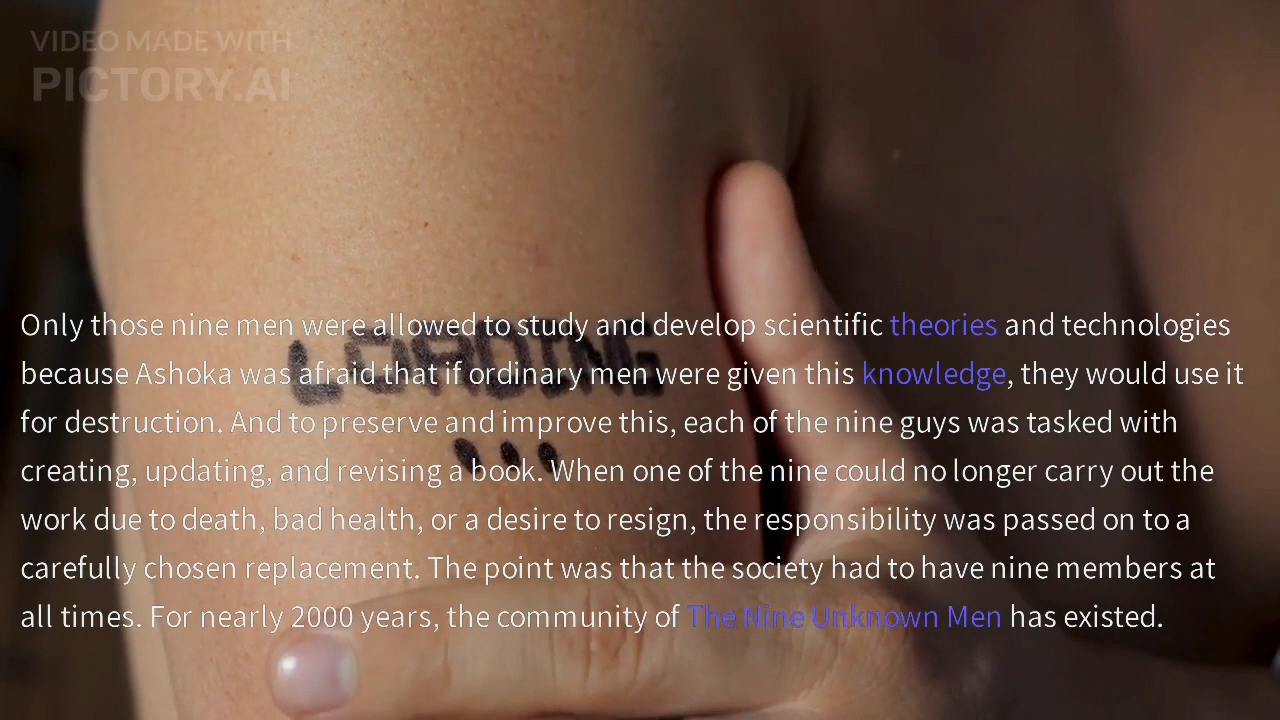 VIDEO MADE WITH
PICTORY.AI
Only those nine men were allowed to study and develop scientific theories and technologies
because Ashoka was afraid that if ordinary men were given this knowledge, they would use it
for destruction. And to preserve and improve this, each of the nine guys was tasked with
creating, updating, and revising a book. When one of the nine could no longer carry out the
work due to death, bad health, or a desire to resign, the responsibility was passed on to a
carefully chosen replacement. The point was that the society had to have nine members at
all times. For nearly 2000 years, the community of The Nine Unknown Men has existed.
LOADING
...